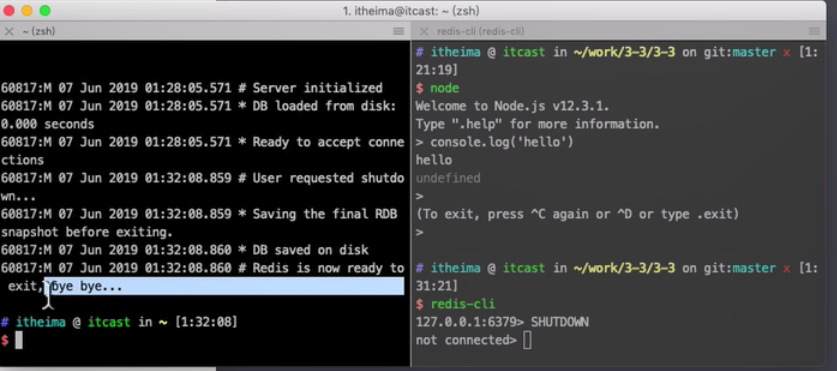 1. itheima@itcast: ~ (zsh)
~ (zsh)
60817:M 07 Jun 2019 01:28:05.571 # Server initialized
60817:M 07 Jun 2019 01:28:05.571 * DB loaded from disk:
0.000 seconds
60817:M 07 Jun 2019 01:28:05.571 * Ready to accept conne
ctions
60817:M 07 Jun 2019 01:32:08.859 # User requested shutdo
wn...
60817:M 07 Jun 2019 01:32:08.859 * Saving the final RDB
snapshot before exiting.
60817:M 07 Jun 2019 01:32:08.860 * DB saved on disk
60817:M 07 Jun 2019 01:32:08.860 # Redis is now ready to
exit, bye bye...
# itheima @ itcast in ~ [1:32:08]
$
redis-cli (redis-cli)
# itheima @ itcast in ~/work/3-3/3-3 on git:master x [1:
21:19]
$ node
Welcome to Node.js v12.3.1.
Type ".help" for more information.
> console.log('hello')
hello
undefined
>
(To exit, press ^C again or ^D or type .exit)
>
# itheima @ itcast in ~/work/3-3/3-3 on git:master x [1:
31:21]
$ redis-cli
127.0.0.1:6379> SHUTDOWN
not connected>